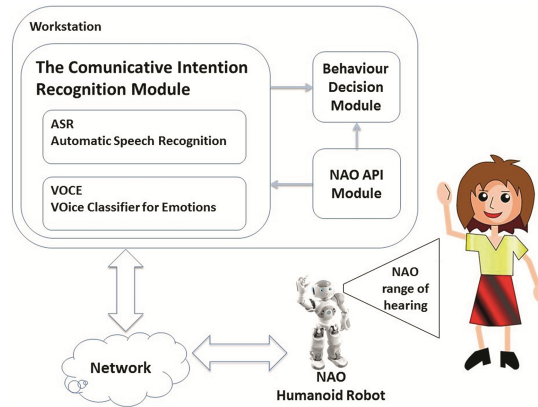 Workstation
The Comunicative Intention
Recognition Module
ASR
Automatic Speech Recognition
VOCE
VOice Classifier for Emotions
Behaviour
Decision
Module
NAO API
Module
NAO
range of
hearing
Network
NAO
Humanoid Robot